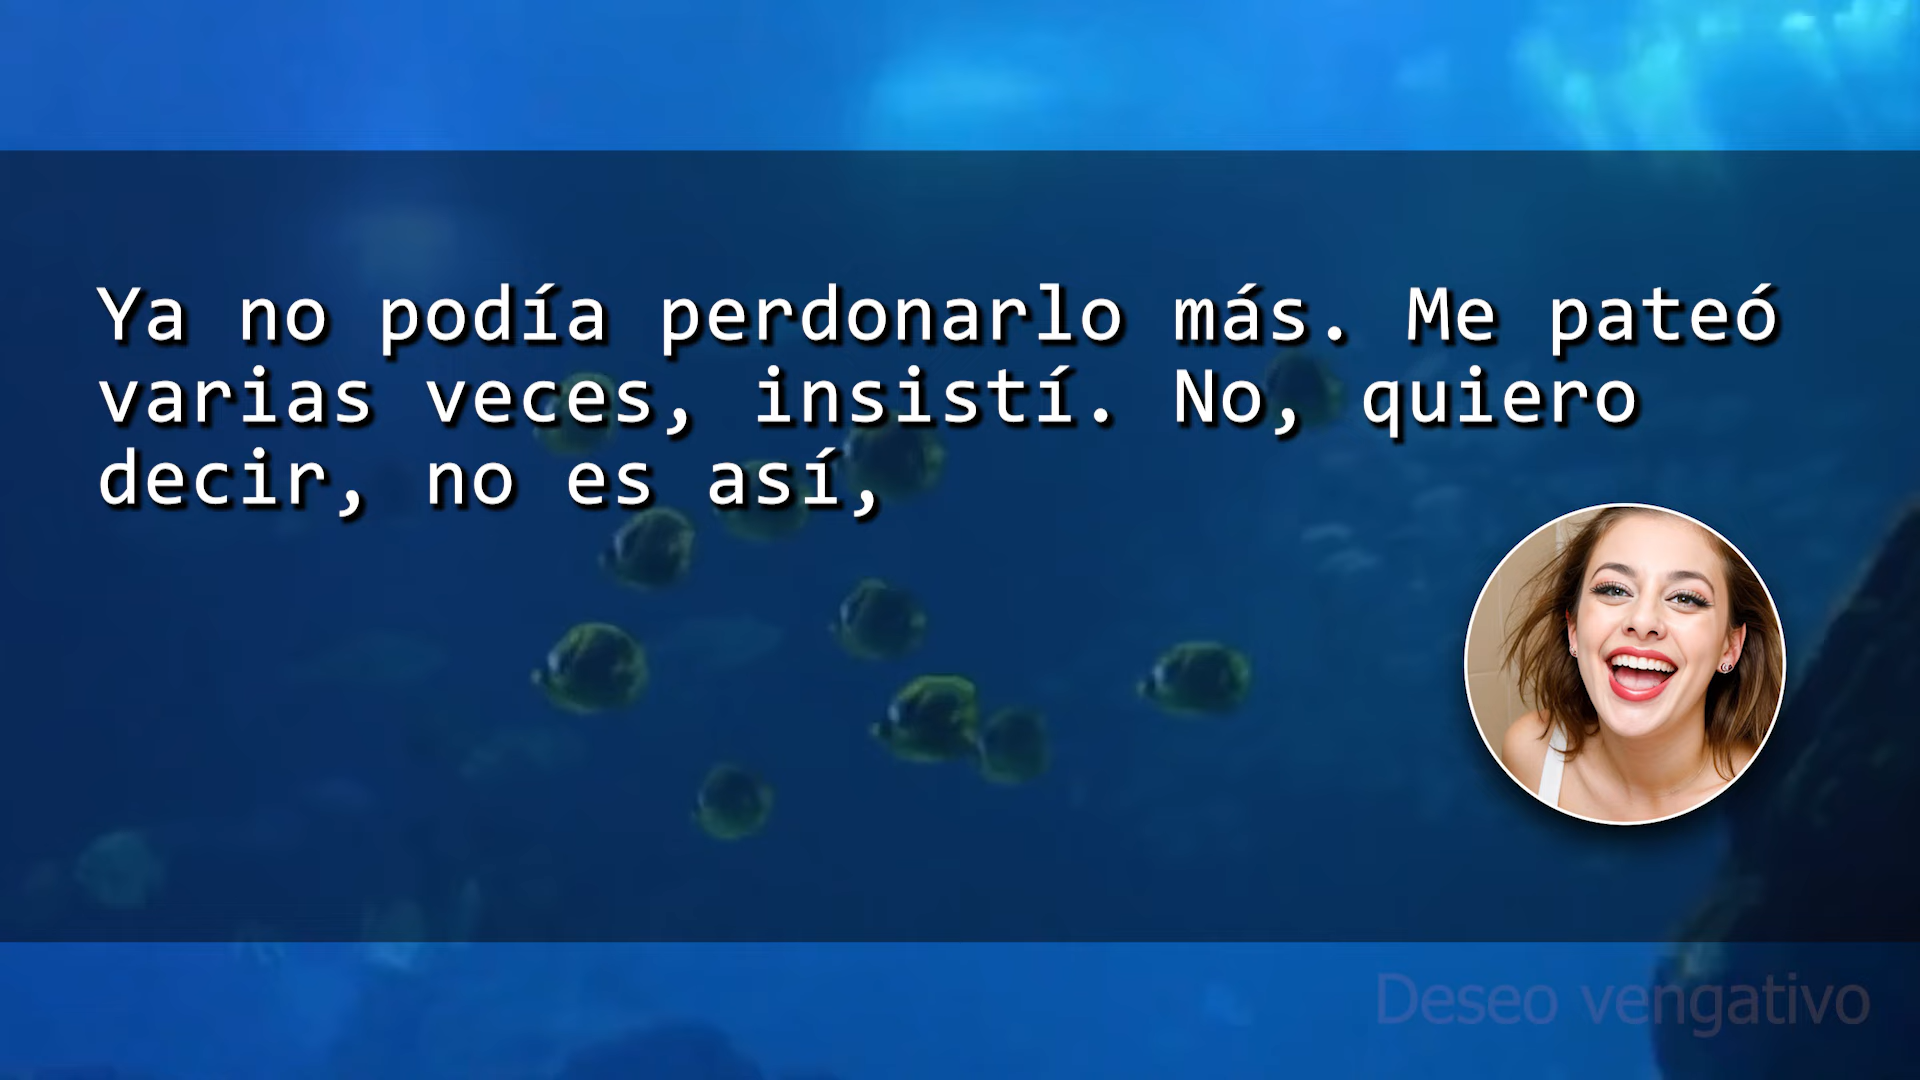 Ya no podía perdonarlo más. Me pateó
varias veces, insistí. No, quiero
decir, no es así,
Deseo vengativo